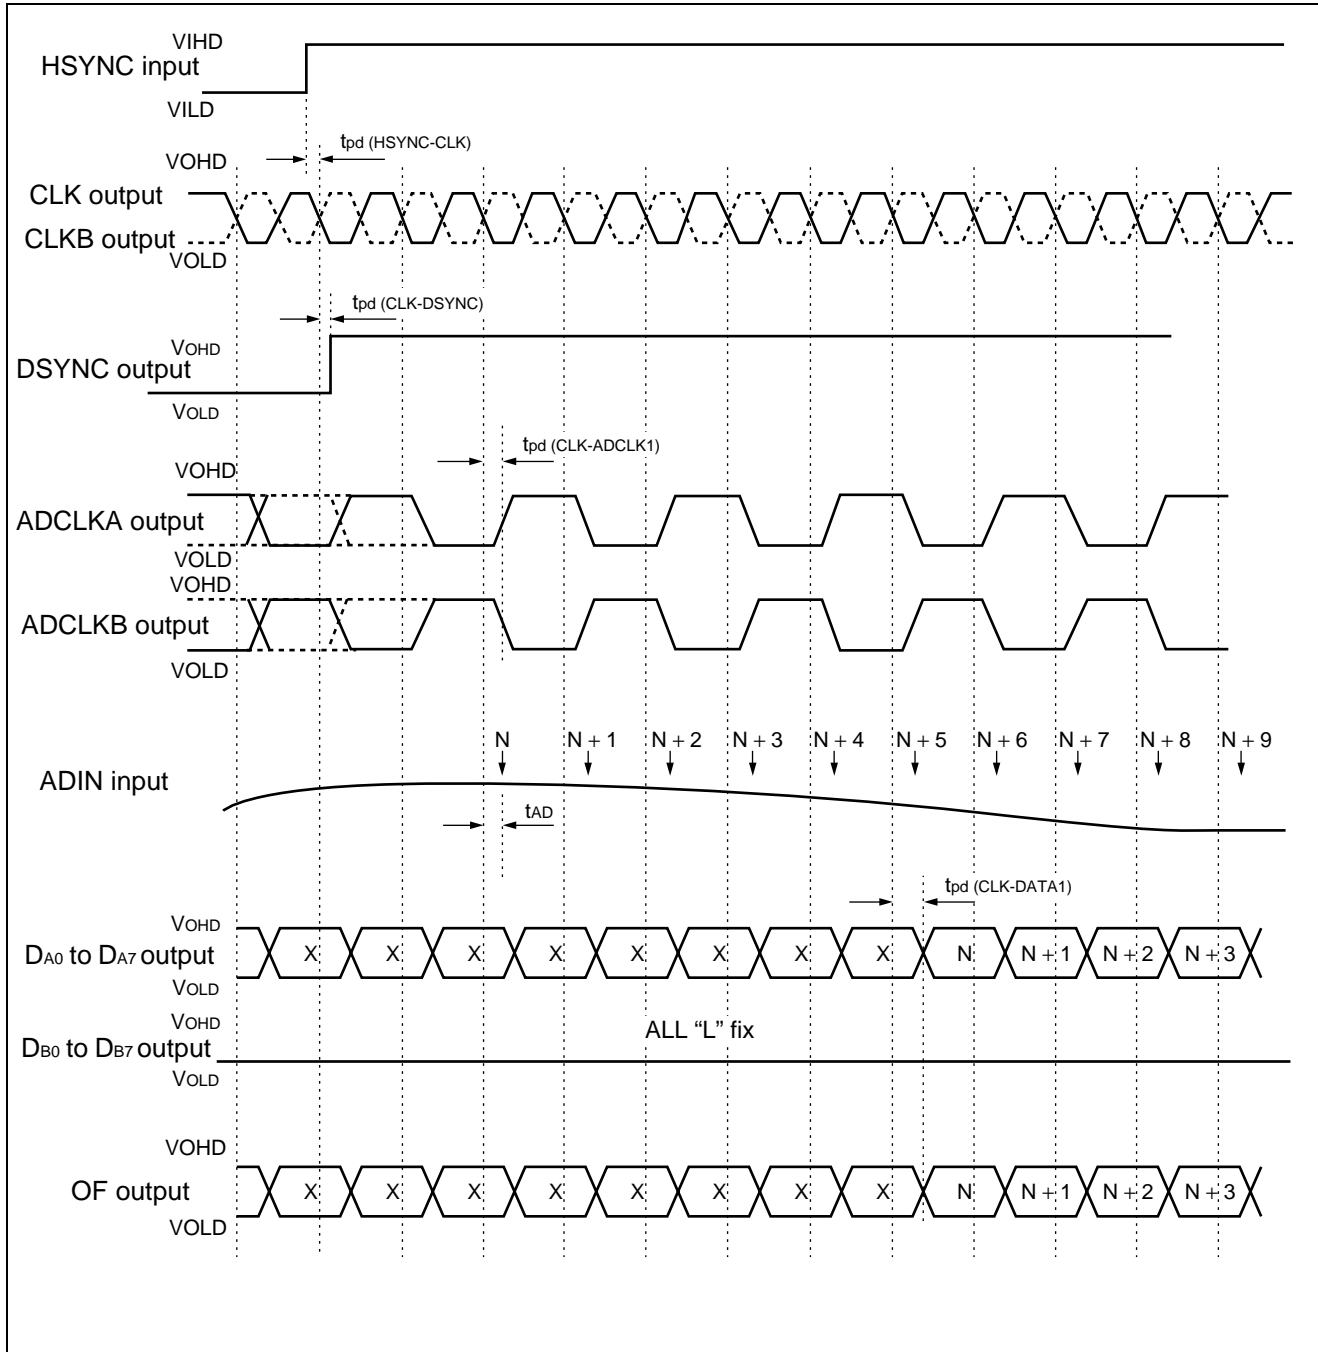 VIHD
HSYNC input
VILD
tpd (HSYNC-CLK)
VOHD
CLK output
CLKB output
VOLD
tpd (CLK-DSYNC)
VOHD
DSYNC output
VOLD
tpd (CLK-ADCLK1)
VOHD
ADCLKA output
VOLD
VOHD
ADCLKB output
VOLD
N N + 1 N + 2 N + 3 N + 4 N + 5 N + 6 N + 7 N + 8 N + 9
ADIN input
tAD
tpd (CLK-DATA1)
VOHD
DA0 to DA7 output X X X X X X X X N N + 1 N + 2 N + 3
VOLD
VOHD
ALL “L” fix
DB0 to DB7 output
VOLD
VOHD
OF output X X X X X X X X N N + 1 N + 2 N + 3
VOLD